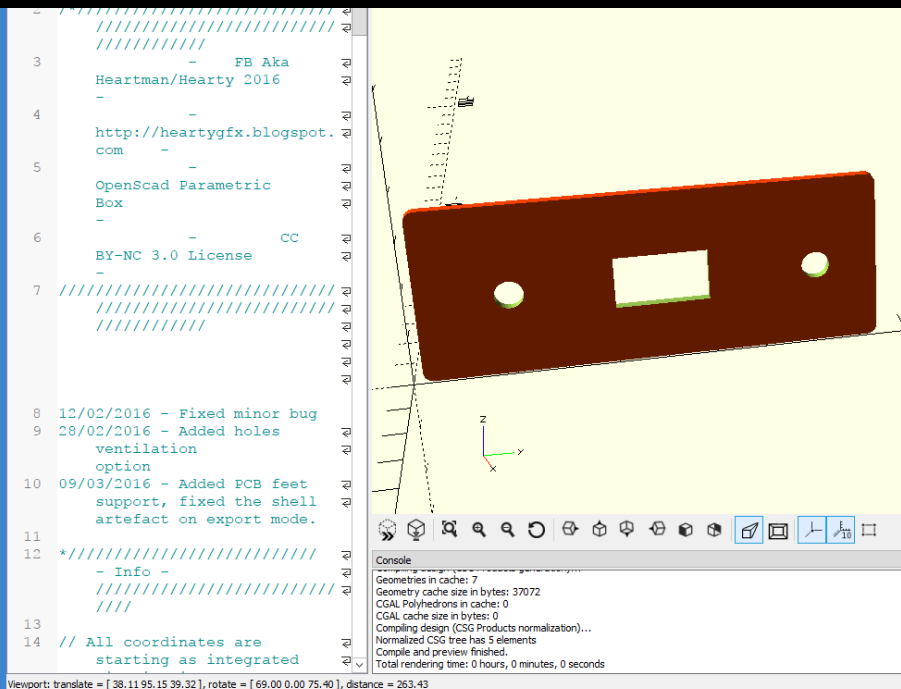 2 /*/////////////////////////////
//////////////////////////
////////////
3 - FB Aka
Heartman/Hearty 2016
-
4 -
http://heartygfx.blogspot.
com -
5 -
OpenScad Parametric
Box
-
6 - CC
BY-NC 3.0 License
-
7 //////////////////////////////
//////////////////////////
////////////
8 12/02/2016 - Fixed minor bug
9 28/02/2016 - Added holes
ventilation
option
10 09/03/2016 - Added PCB feet
support, fixed the shell
artefact on export mode.
11
12 *///////////////////////////
- Info -
//////////////////////////
////
13
14 // All coordinates are
starting as integrated
Z
Y
X
10
Console
Compiling design (CSG Products generation)...
Geometries in cache: 7
Geometry cache size in bytes: 37072
CGAL Polyhedrons in cache: 0
CGAL cache size in bytes: 0
Compiling design (CSG Products normalization)...
Normalized CSG tree has 5 elements
Compile and preview finished.
Total rendering time: 0 hours, 0 minutes, 0 seconds
Viewport: translate = [ 38.11 95.15 39.32 ], rotate = [ 69.00 0.00 75.40 ], distance = 263.43